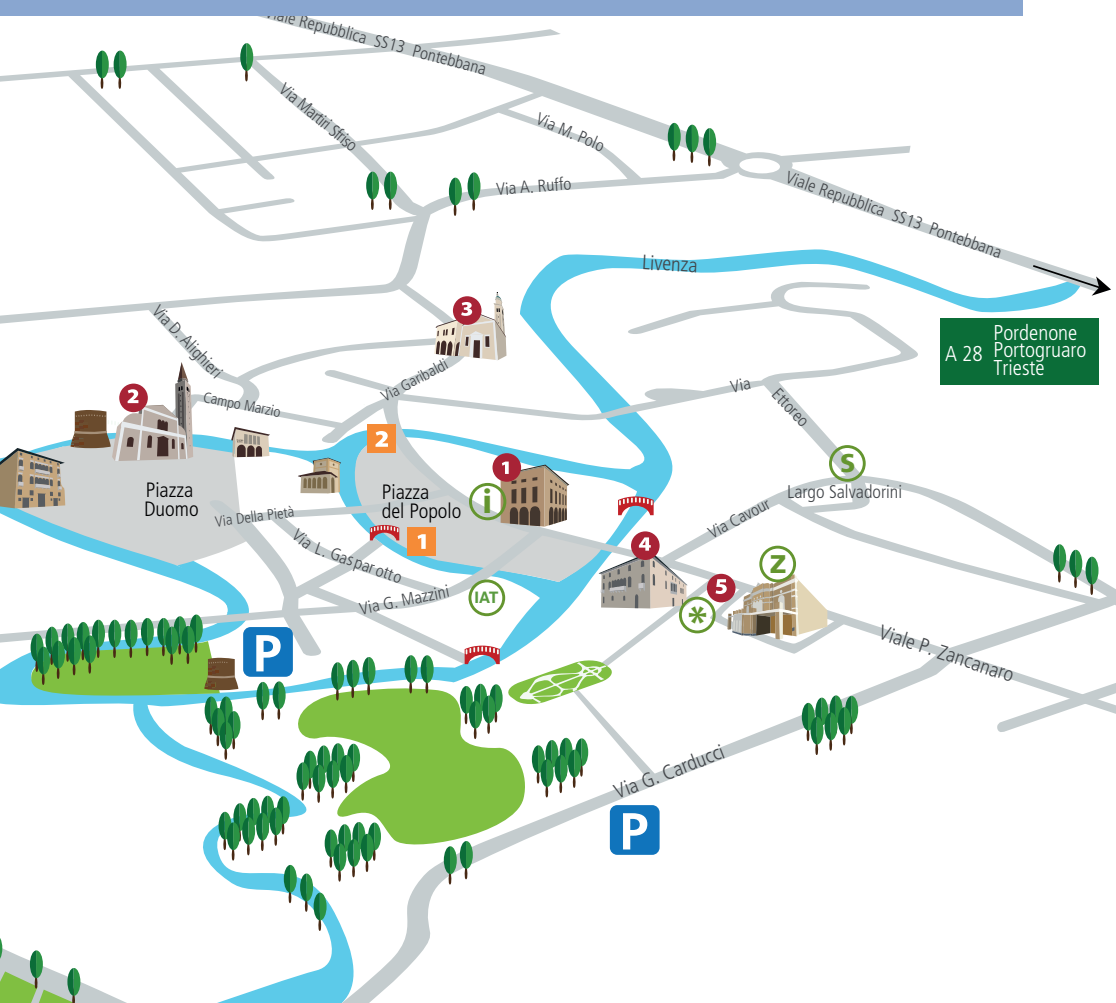 Viale Repubblica SS13 Pontebbana
Via Martiri Sfriso
Via M. Polo
Via A. Ruffo
Viale Repubblica SS13 Pontebbana
Livenza
A 28
Pordenone
Portogruaro
Trieste
3
Via D. Alighieri
Via Garibaldi
2
Campo Marzio
Via
Ettoreo
2
1
S
Piazza
Duomo
Piazza
del Popolo
i
Largo Salvadorini
Via Della Pietà
Via Cavour
1
Via L. Gasparotto
4
Z
5
*
Via G. Mazzini
IAT
P
Viale P. Zancanaro
Via G. Carducci
P